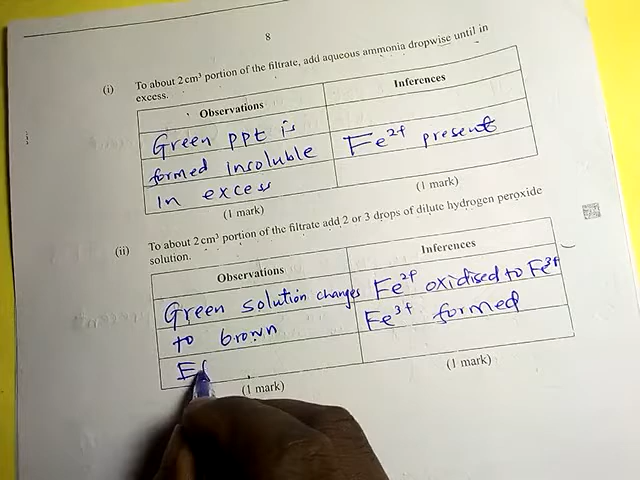 8
(i) To about 2 cm³ portion of the filtrate, add aqueous ammonia dropwise until in
excess.
Observations Inferences
Green ppt is
formed insoluble
in excess
Fe²⁺ present
(1 mark) (1 mark)
(ii) To about 2 cm³ portion of the filtrate add 2 or 3 drops of dilute hydrogen peroxide
solution.
Observations Inferences
Green solution changes
to brown
Fe²⁺ oxidised to Fe³⁺
Fe³⁺ formed
(1 mark) (1 mark)